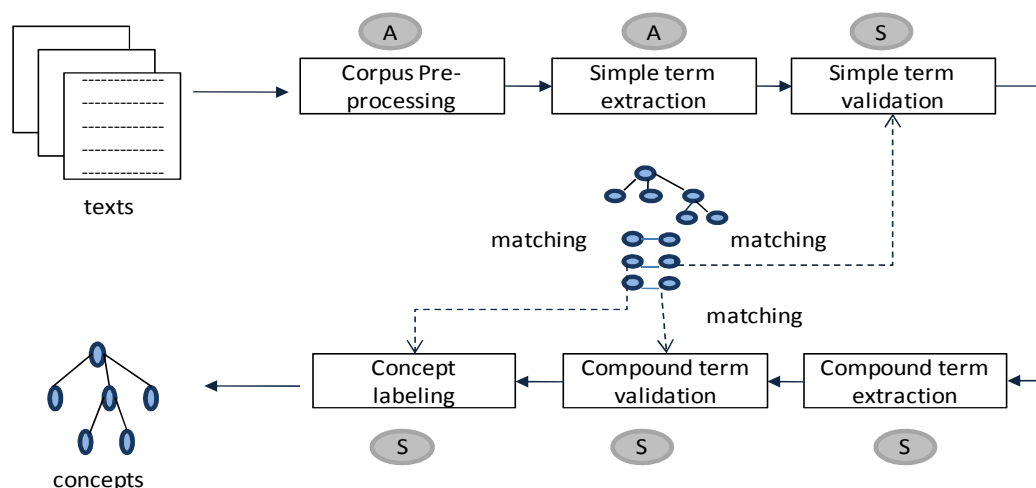 A
A
S
Corpus Pre-
processing
Simple term
extraction
Simple term
validation
texts
matching
matching
matching
Concept
labeling
Compound term
validation
Compound term
extraction
S
S
S
concepts